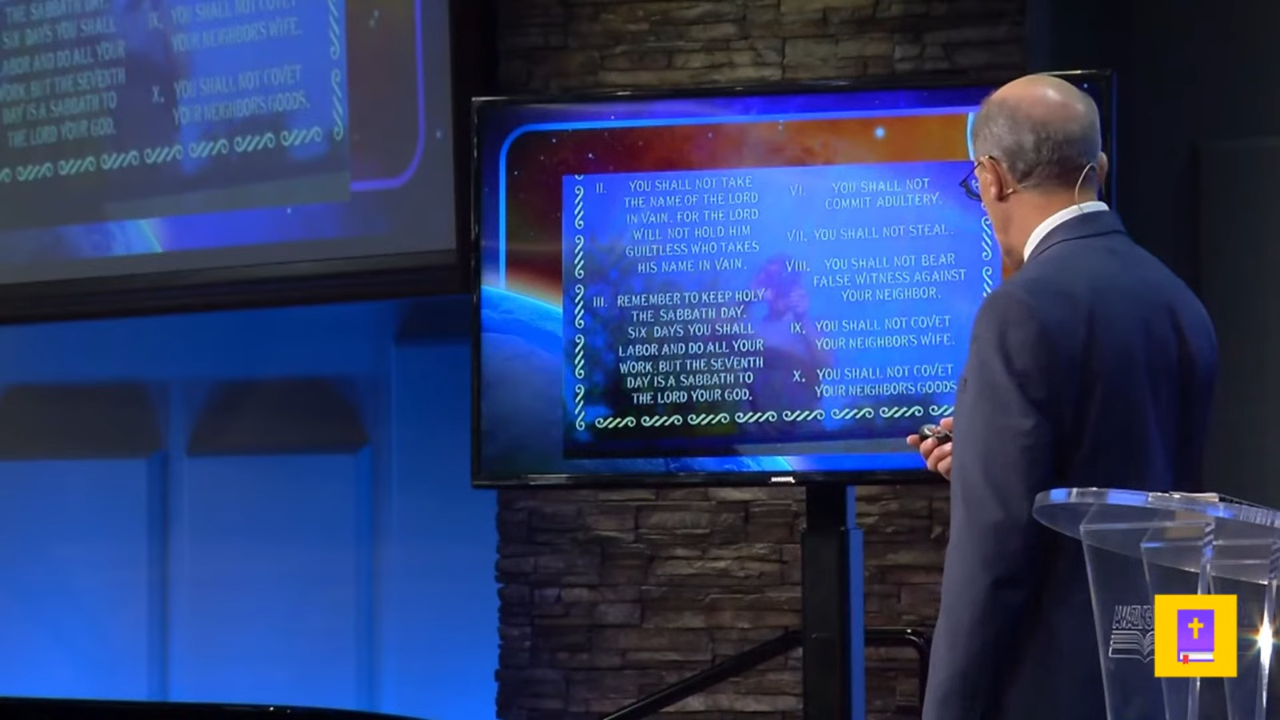 THE SABBATH DAY.
SIX DAYS YOU SHALL
LABOR AND DO ALL YOUR
WORK, BUT THE SEVENTH
DAY IS A SABBATH TO
THE LORD YOUR GOD.
IX. YOU SHALL NOT COVET
YOUR NEIGHBOR'S WIFE.
X. YOU SHALL NOT COVET
YOUR NEIGHBOR'S GOODS.
II. YOU SHALL NOT TAKE
THE NAME OF THE LORD
IN VAIN. FOR THE LORD
WILL NOT HOLD HIM
GUILTLESS WHO TAKES
HIS NAME IN VAIN.
III. REMEMBER TO KEEP HOLY
THE SABBATH DAY.
SIX DAYS YOU SHALL
LABOR AND DO ALL YOUR
WORK; BUT THE SEVENTH
DAY IS A SABBATH TO
THE LORD YOUR GOD.
VI. YOU SHALL NOT
COMMIT ADULTERY.
VII. YOU SHALL NOT STEAL.
VIII. YOU SHALL NOT BEAR
FALSE WITNESS AGAINST
YOUR NEIGHBOR.
IX. YOU SHALL NOT COVET
YOUR NEIGHBOR'S WIFE.
X. YOU SHALL NOT COVET
YOUR NEIGHBOR'S GOODS
SAMSUNG